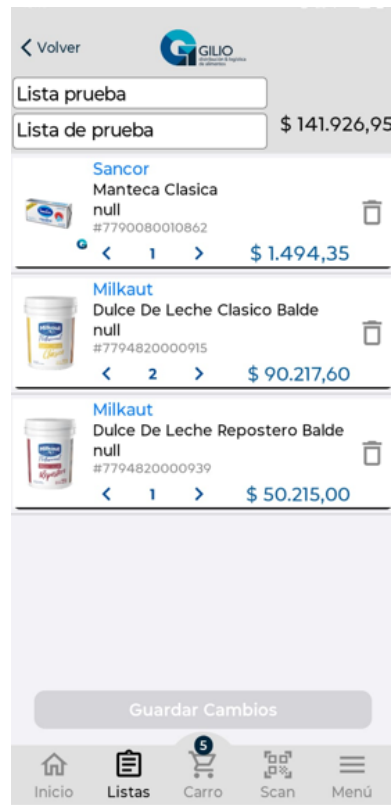 Volver
GILIO
Lista prueba
Lista de prueba
$ 141.926,95
Sancor
Manteca Clasica
null
#7790080010862
1
$ 1.494,35
Milkaut
Dulce De Leche Clasico Balde
null
#7794820000915
2
$ 90.217,60
Milkaut
Dulce De Leche Repostero Balde
null
#7794820000939
1
$ 50.215,00
Guardar Cambios
5
Inicio
Listas
Carro
Scan
Menú